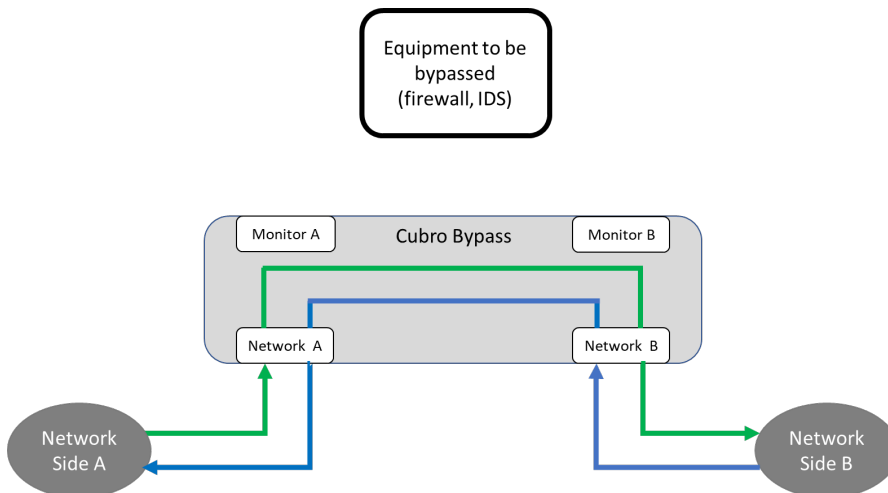 Equipment to be
bypassed
(firewall, IDS)
Monitor A
Cubro Bypass
Monitor B
Network A
Network B
Network
Side A
Network
Side B